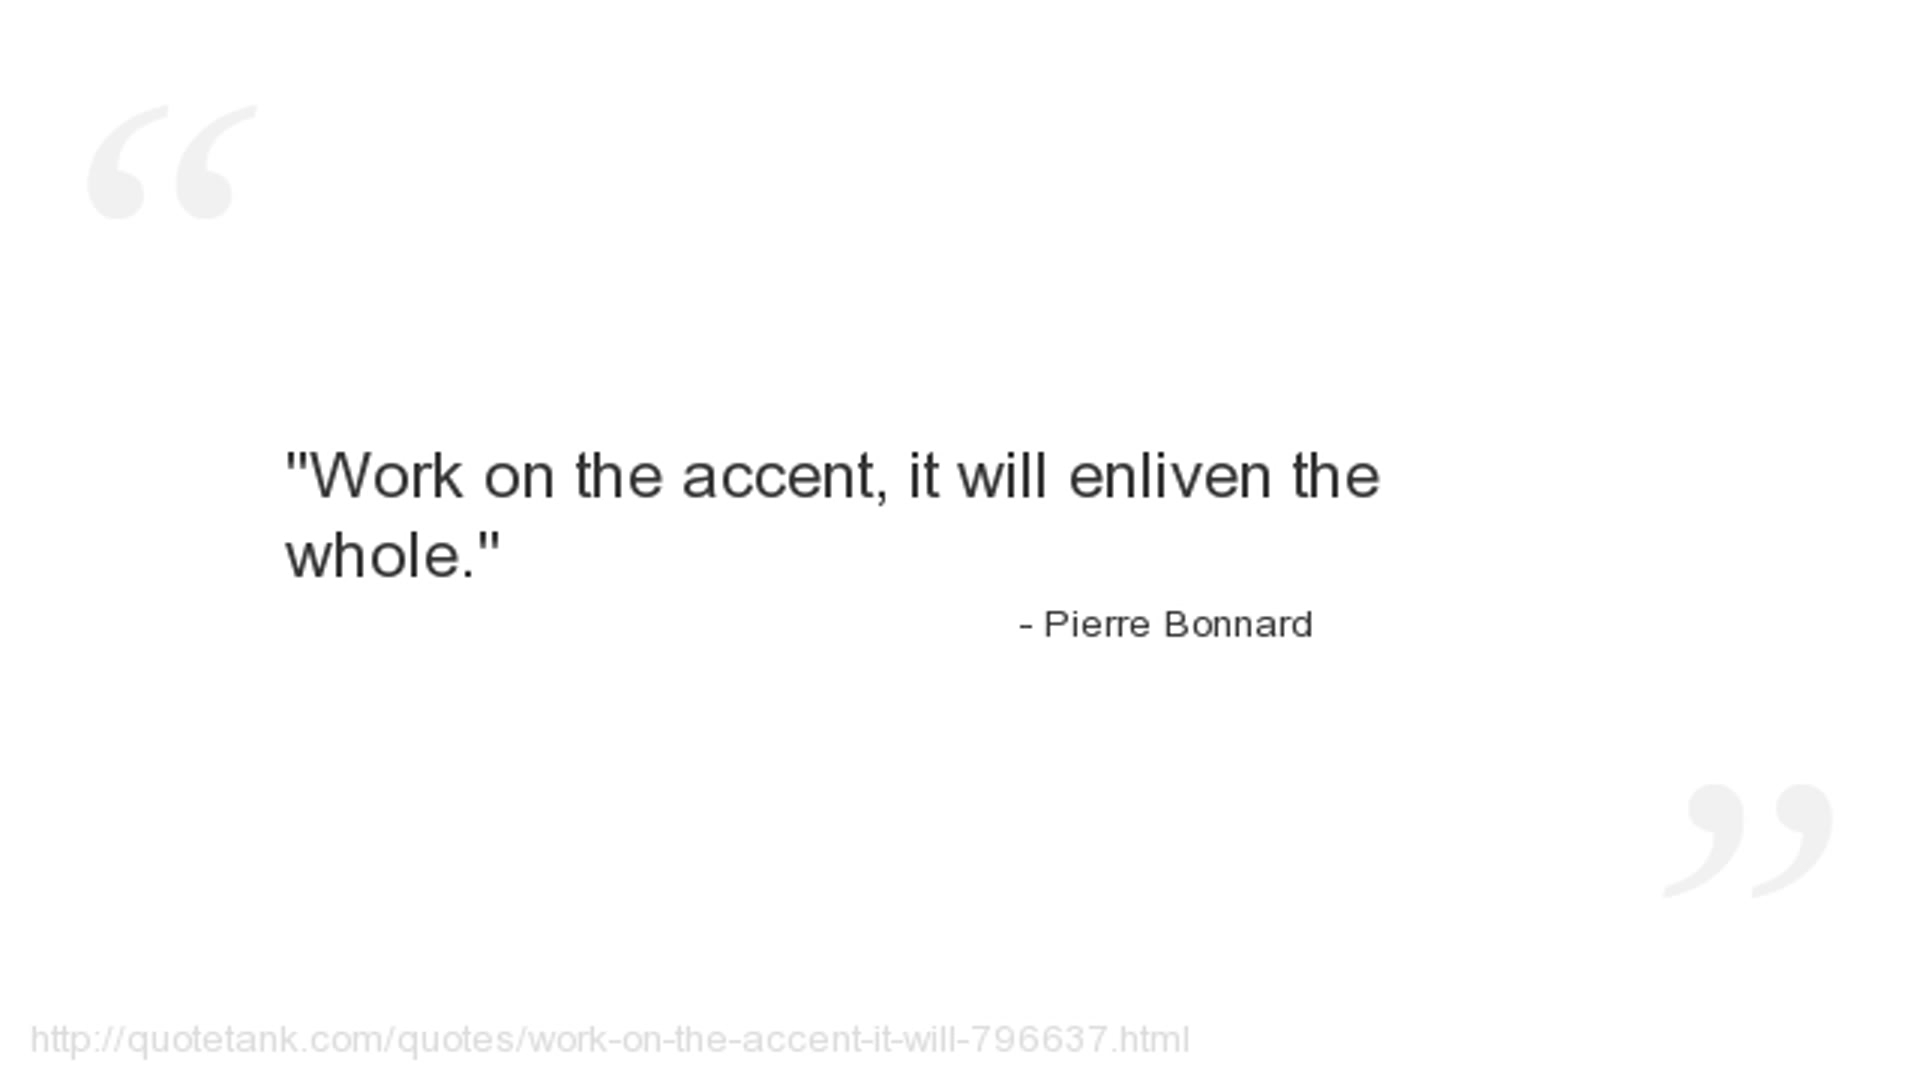 "Work on the accent, it will enliven the
whole."
- Pierre Bonnard
http://quotetank.com/quotes/work-on-the-accent-it-will-796637.html